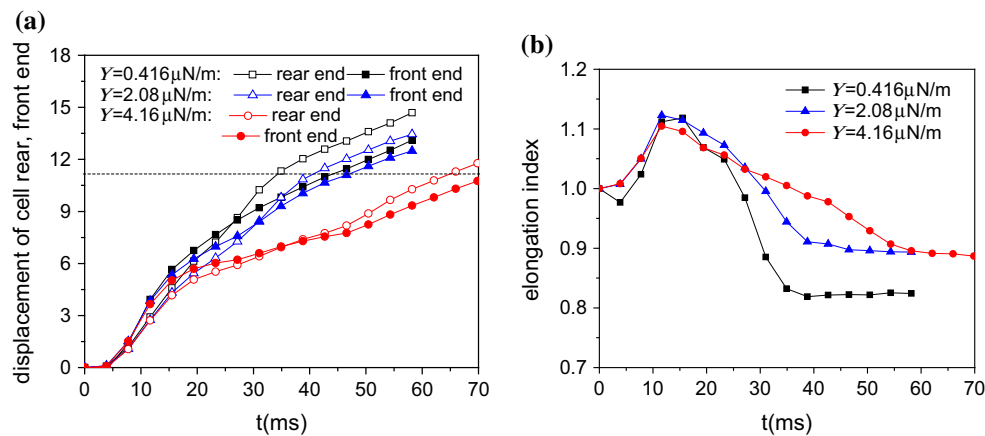 (a)
displacement of cell rear, front end
18
15
12
9
6
3
0
Y=0.416μN/m: rear end front end
Y=2.08μN/m: rear end front end
Y=4.16μN/m: rear end
front end
0 10 20 30 40 50 60 70
t(ms)
(b)
elongation index
1.2
1.1
1.0
0.9
0.8
0.7
Y=0.416μN/m
Y=2.08μN/m
Y=4.16μN/m
0 10 20 30 40 50 60 70
t(ms)